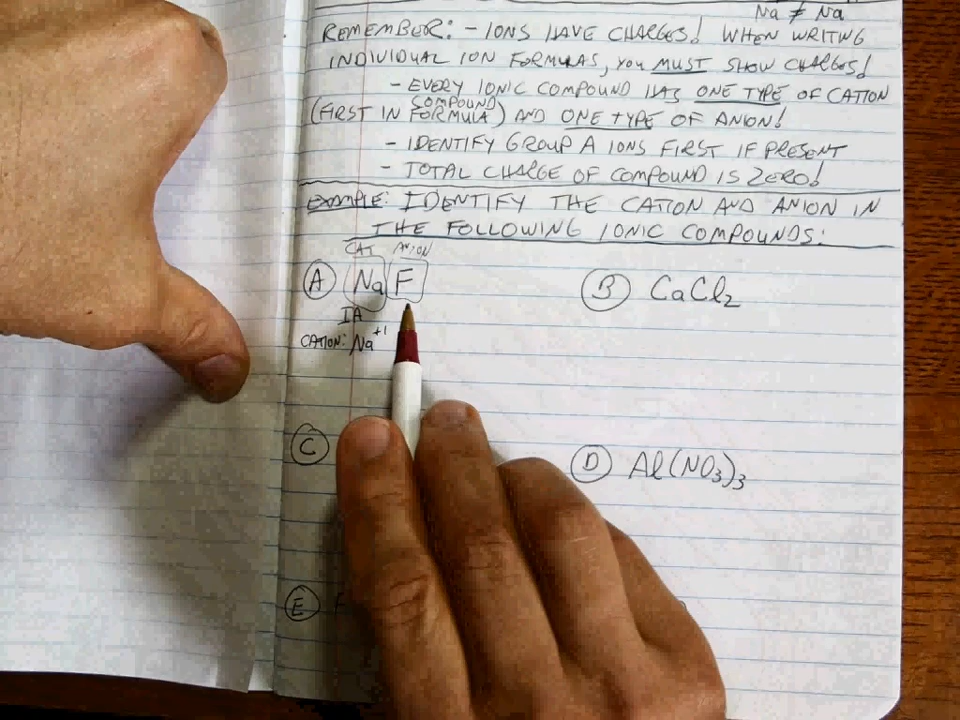 Na ≠ Na
REMEMBER: - IONS HAVE CHARGES! WHEN WRITING
INDIVIDUAL ION FORMULAS, YOU MUST SHOW CHARGES!
- EVERY IONIC COMPOUND HAS ONE TYPE OF CATION
COMPOUND
(FIRST IN FORMULA) AND ONE TYPE OF ANION!
- IDENTIFY GROUP A IONS FIRST IF PRESENT
- TOTAL CHARGE OF COMPOUND IS ZERO!
EXAMPLE: IDENTIFY THE CATION AND ANION IN
THE FOLLOWING IONIC COMPOUNDS:
CAT ANION
A NaF B CaCl₂
IA
CATION: Na⁺¹
C D Al(NO₃)₃
E